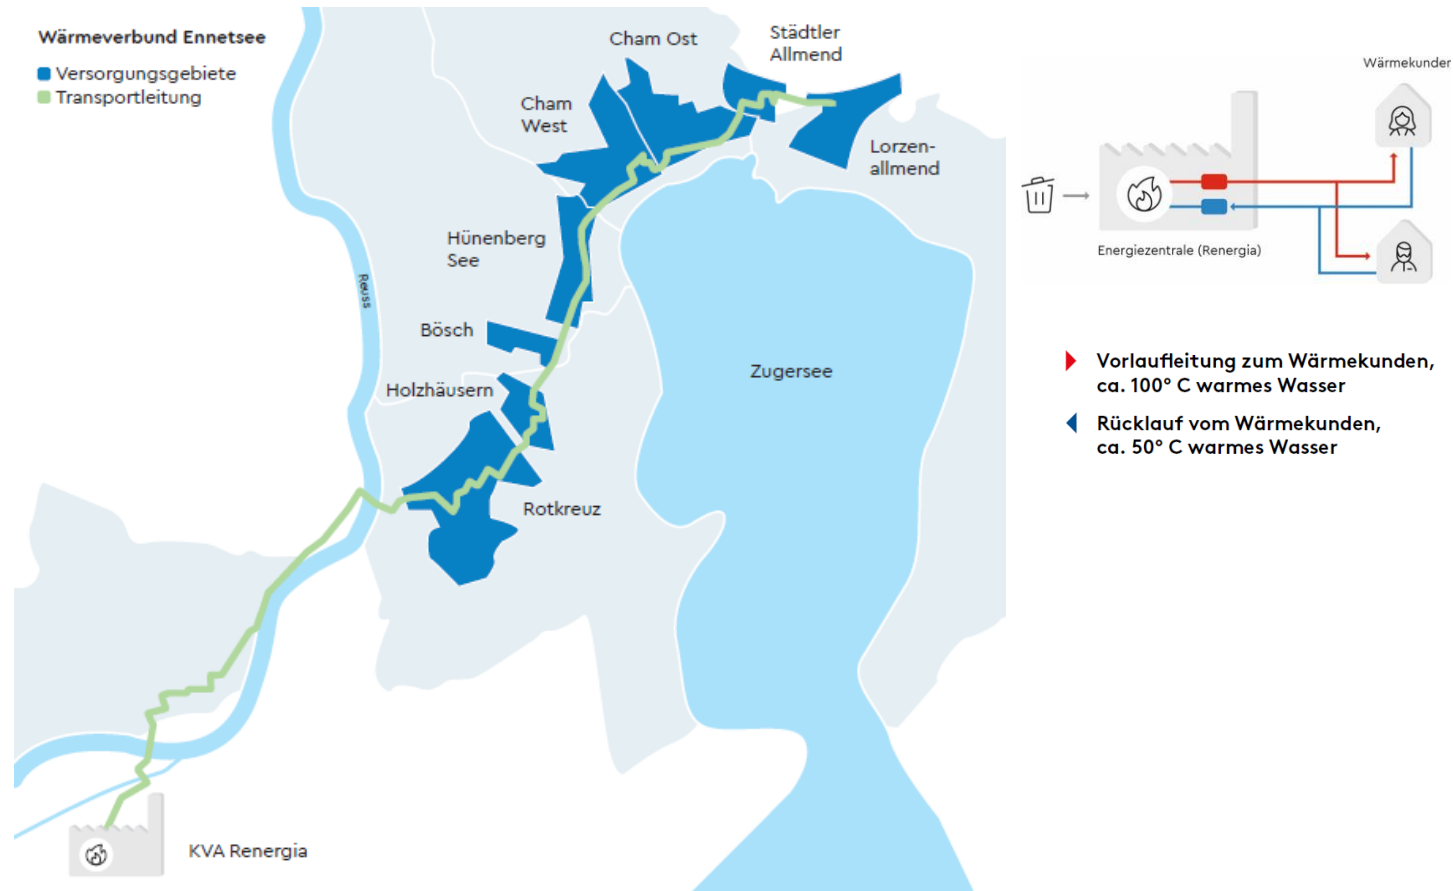 Wärmeverbund Ennetsee
Versorgungsgebiete
Transportleitung
Cham Ost
Städtler
Allmend
Cham
West
Lorzen-
allmend
Hünenberg
See
Reuss
Bösch
Holzhäusern
Zugersee
Rotkreuz
KVA Renergia
Wärmekunden
Energiezentrale (Renergia)
Vorlaufleitung zum Wärmekunden,
ca. 100° C warmes Wasser
Rücklauf vom Wärmekunden,
ca. 50° C warmes Wasser